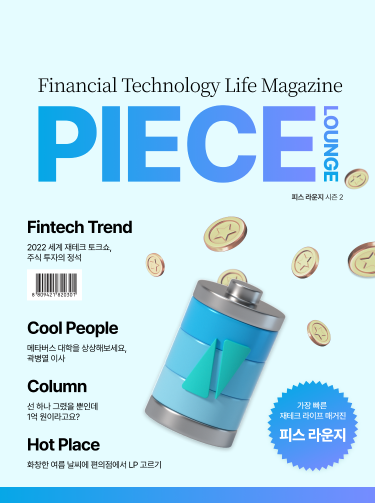 Financial Technology Life Magazine
PIECE
LOUNGE
피스 라운지 시즌 2
Fintech Trend
2022 세계 재테크 토크쇼,
주식 투자의 정석
8 809421 820307
Cool People
메타버스 대학을 상상해보세요,
곽병열 이사
Column
선 하나 그렸을 뿐인데
1억 원이라고요?
Hot Place
화창한 여름 날씨에 편의점에서 LP 고르기
가장 빠른
재테크 라이프 매거진
피스 라운지